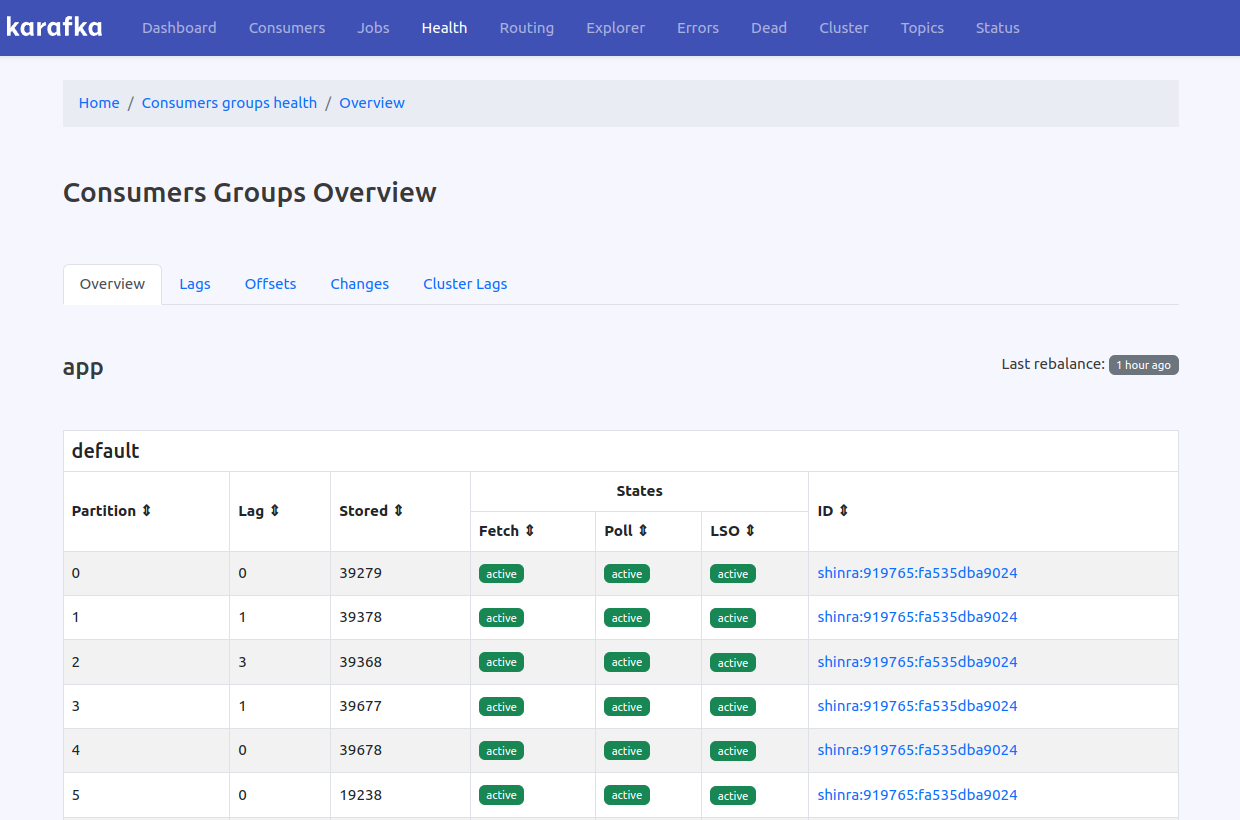 karafka Dashboard Consumers Jobs Health Routing Explorer Errors Dead Cluster Topics Status
Home / Consumers groups health / Overview
Consumers Groups Overview
Overview Lags Offsets Changes Cluster Lags
app Last rebalance: 1 hour ago
default
States
Partition ⇕ Lag ⇕ Stored ⇕ ID ⇕
Fetch ⇕ Poll ⇕ LSO ⇕
0 0 39279 active active active shinra:919765:fa535dba9024
1 1 39378 active active active shinra:919765:fa535dba9024
2 3 39368 active active active shinra:919765:fa535dba9024
3 1 39677 active active active shinra:919765:fa535dba9024
4 0 39678 active active active shinra:919765:fa535dba9024
5 0 19238 active active active shinra:919765:fa535dba9024